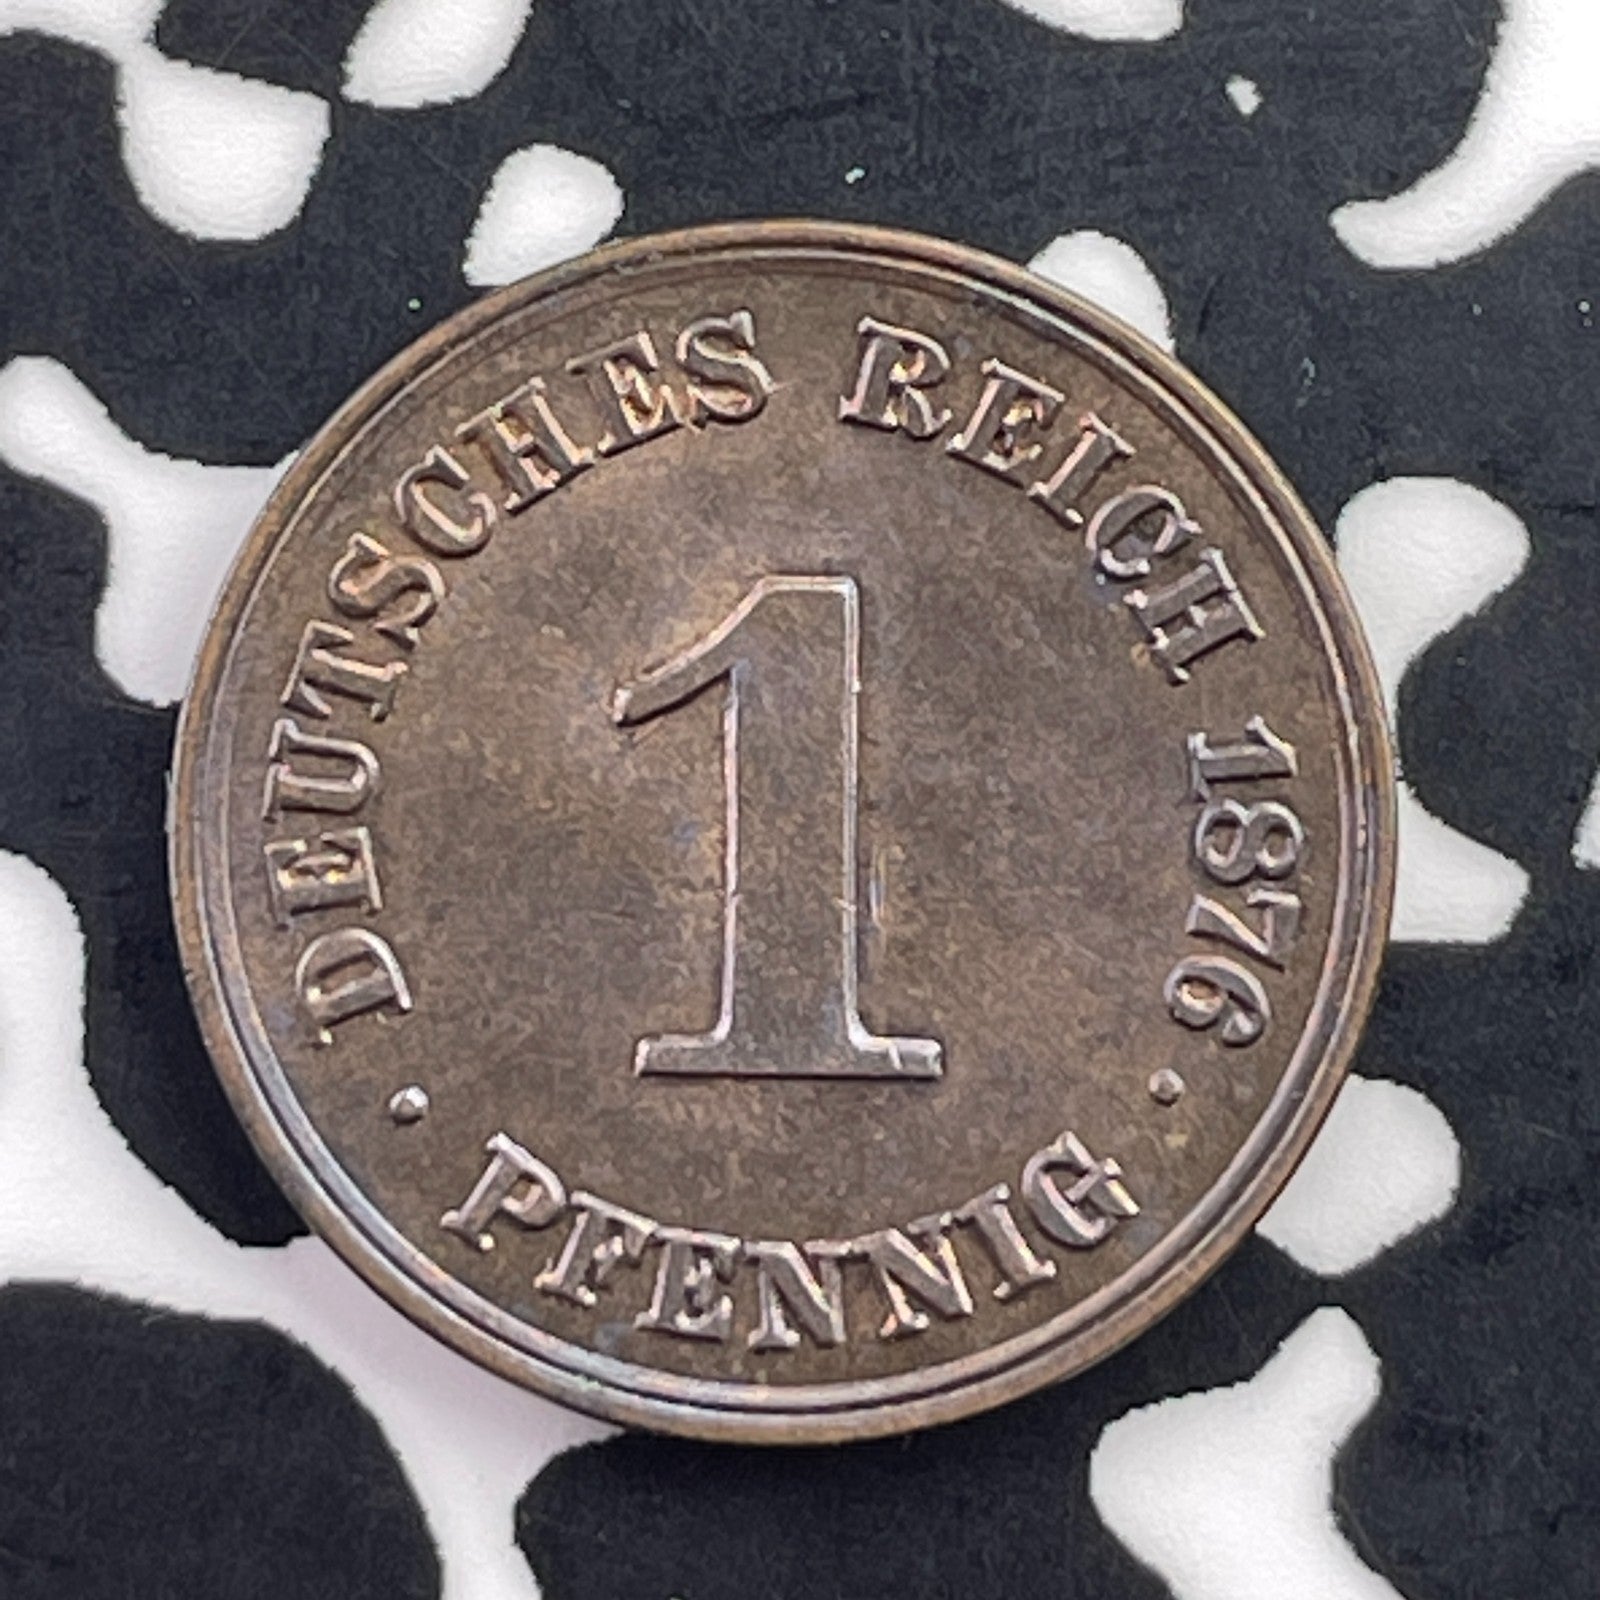 DEUTSCHES REICH 1876
1
· PFENNIG ·